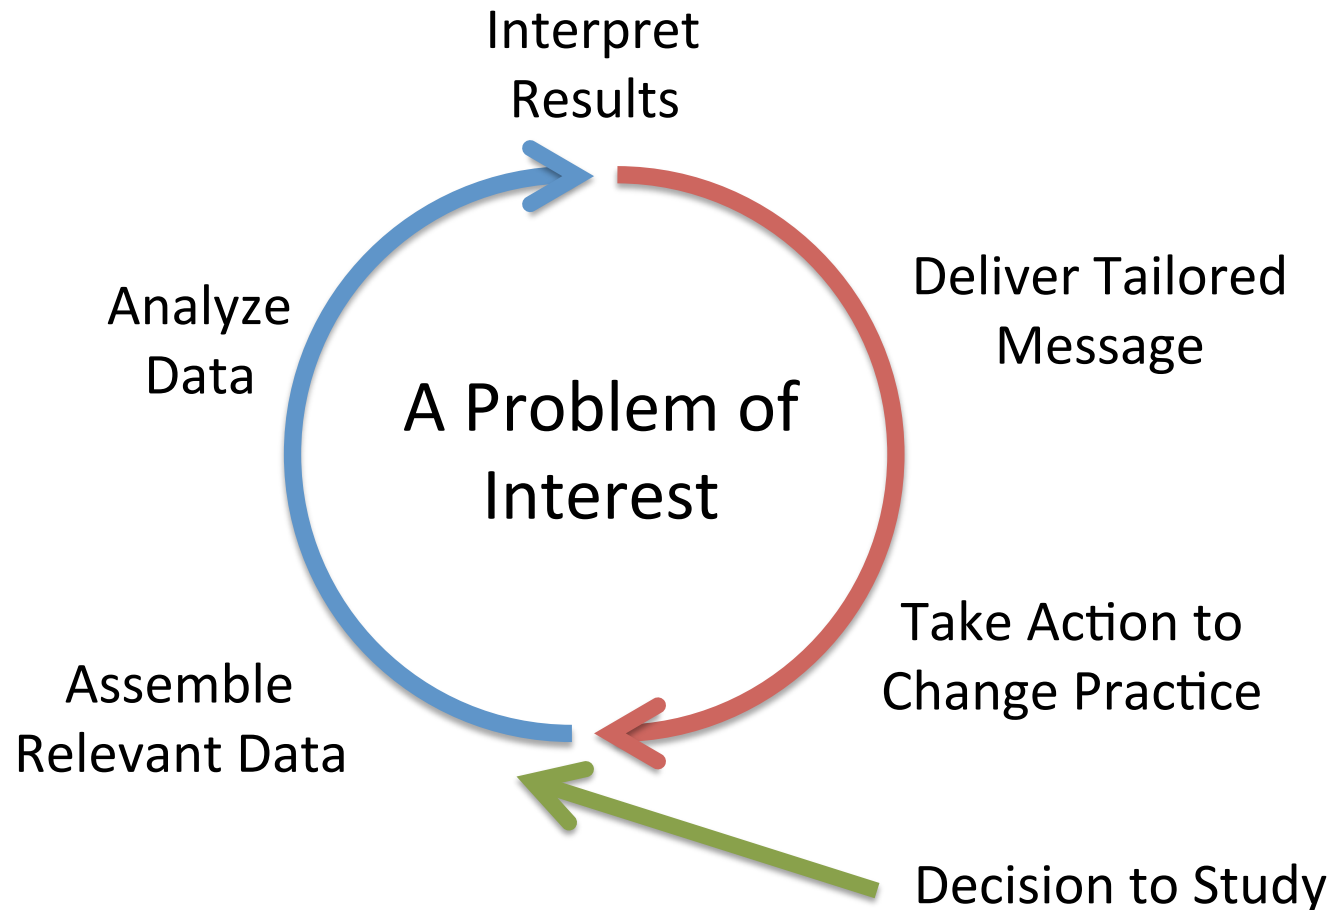 Interpret
Results
Deliver Tailored
Message
Analyze
Data
A Problem of
Interest
Take Action to
Change Practice
Assemble
Relevant Data
Decision to Study